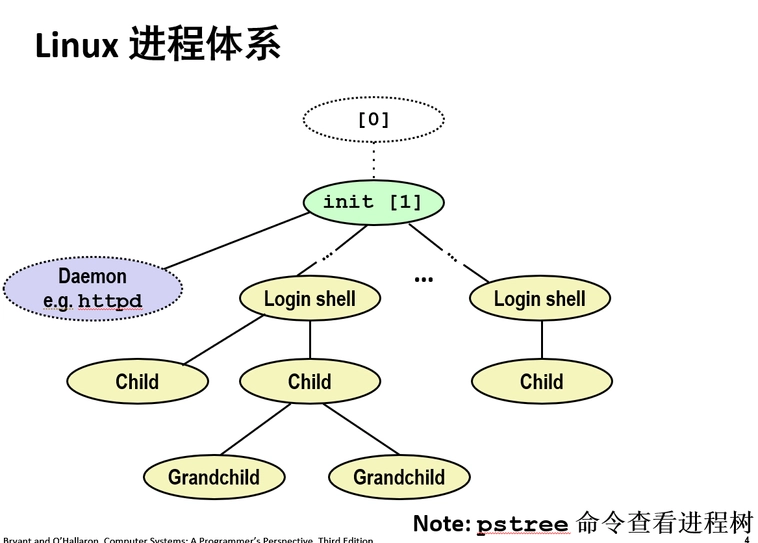 Linux 进程体系
[0]
init [1]
...
...
...
Daemon
e.g. httpd
Login shell
Login shell
Child
Child
Child
Grandchild
Grandchild
Note: pstree 命令查看进程树
Bryant and O'Hallaron, Computer Systems: A Programmer's Perspective, Third Edition
4